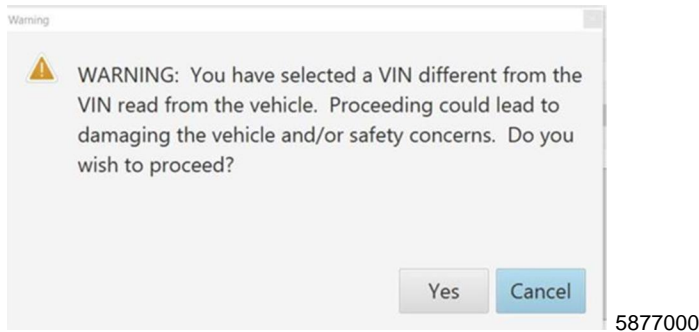 Warning
WARNING: You have selected a VIN different from the
VIN read from the vehicle. Proceeding could lead to
damaging the vehicle and/or safety concerns. Do you
wish to proceed?
Yes
Cancel
5877000